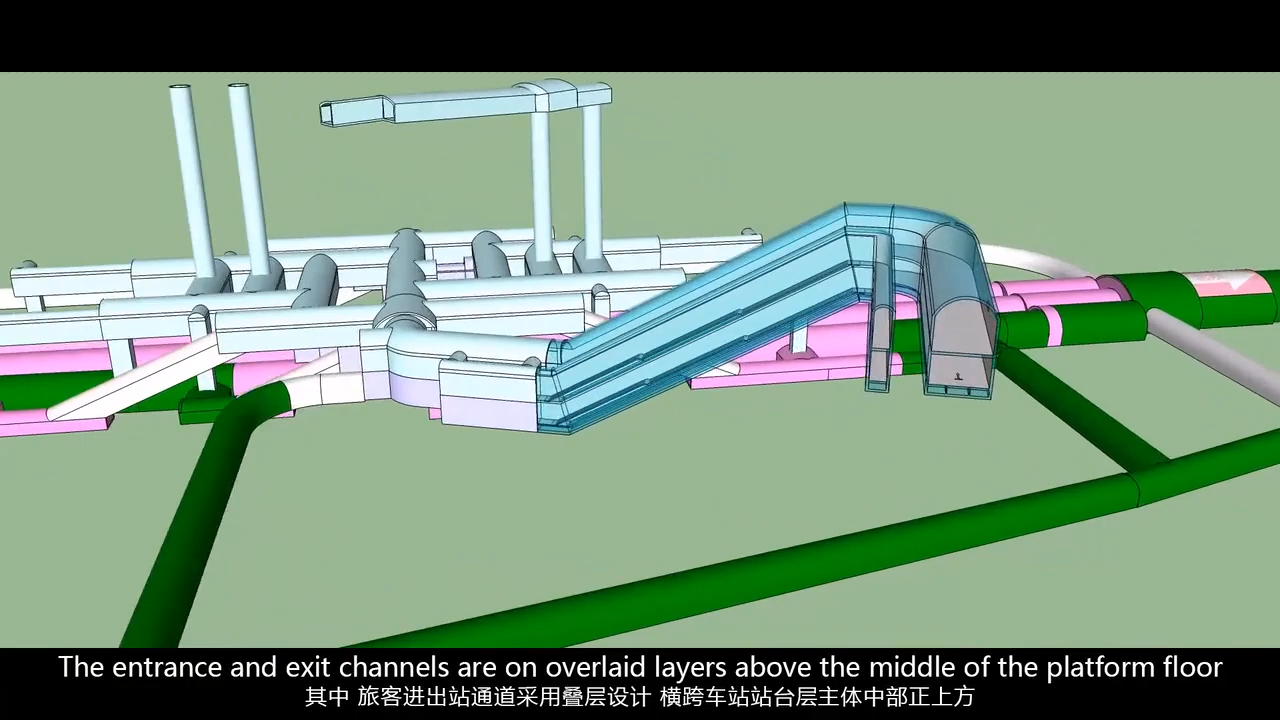 The entrance and exit channels are on overlaid layers above the middle of the platform floor
其中 旅客进出站通道采用叠层设计 横跨车站站台层主体中部正上方